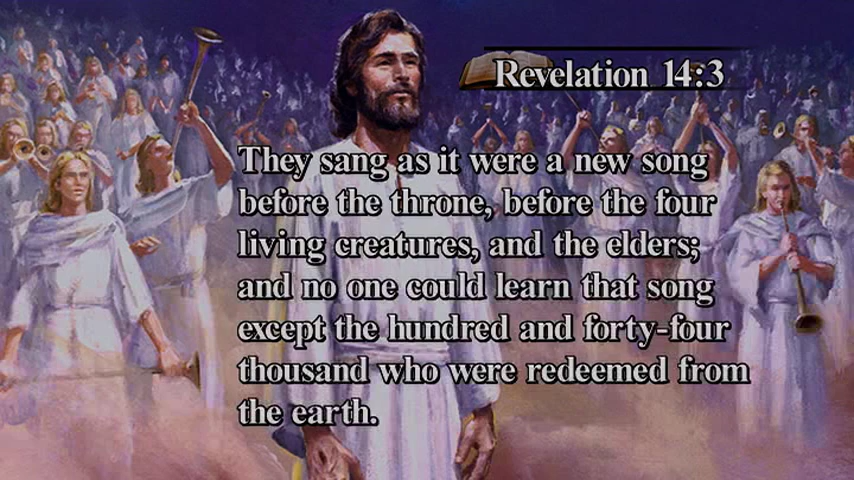 Revelation 14:3
They sang as it were a new song
before the throne, before the four
living creatures, and the elders;
and no one could learn that song
except the hundred and forty-four
thousand who were redeemed from
the earth.